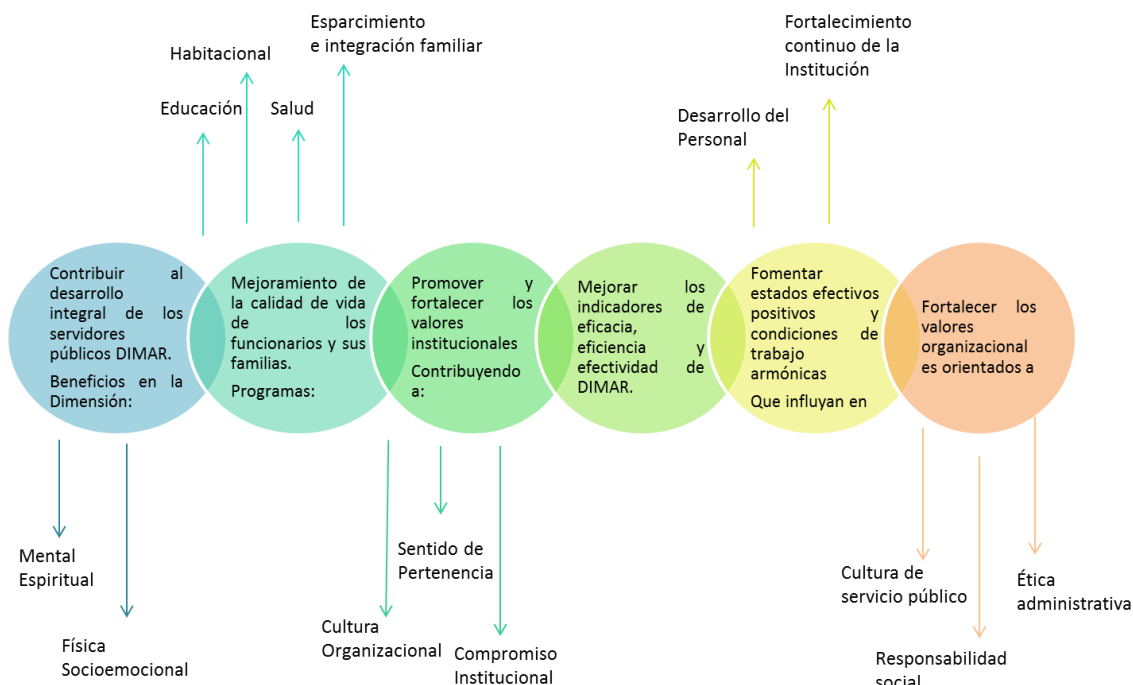 Esparcimiento
e integración familiar
Habitacional
Educación
Salud
Fortalecimiento
continuo de la
Institución
Desarrollo del
Personal
Contribuir al
desarrollo
integral de los
servidores
públicos DIMAR.
Beneficios en la
Dimensión:
Mejoramiento de
la calidad de vida
de los
funcionarios y sus
familias.
Programas:
Promover y
fortalecer los
valores
institucionales
Contribuyendo
a:
Mejorar los
indicadores de
eficacia,
eficiencia y
efectividad de
DIMAR.
Fomentar
estados efectivos
positivos y
condiciones de
trabajo
armónicas
Que influyan en
Fortalecer los
valores
organizacional
es orientados a
Mental
Espiritual
Física
Socioemocional
Cultura
Organizacional
Sentido de
Pertenencia
Compromiso
Institucional
Cultura de
servicio público
Responsabilidad
social
Ética
administrativa